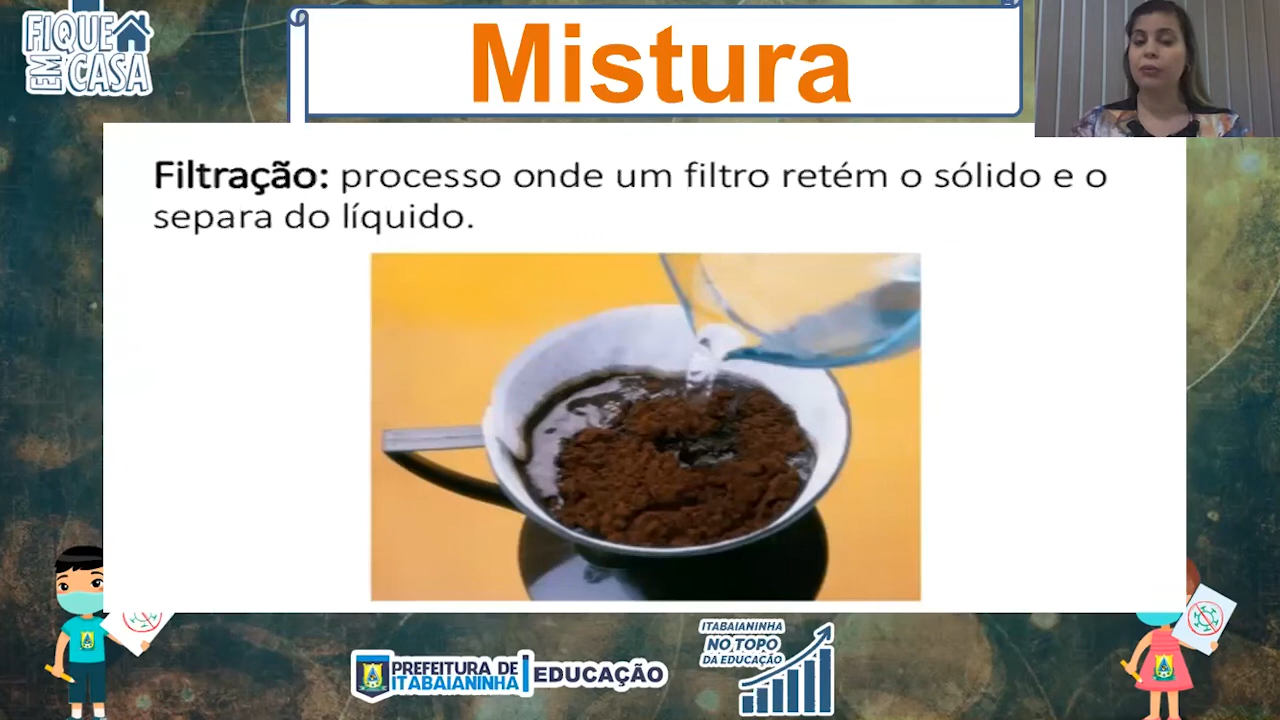 FIQUE
EM CASA
Mistura
Filtração: processo onde um filtro retém o sólido e o
separa do líquido.
PREFEITURA DE
ITABAIANINHA
EDUCAÇÃO
ITABAIANINHA
NO TOPO
DA EDUCAÇÃO